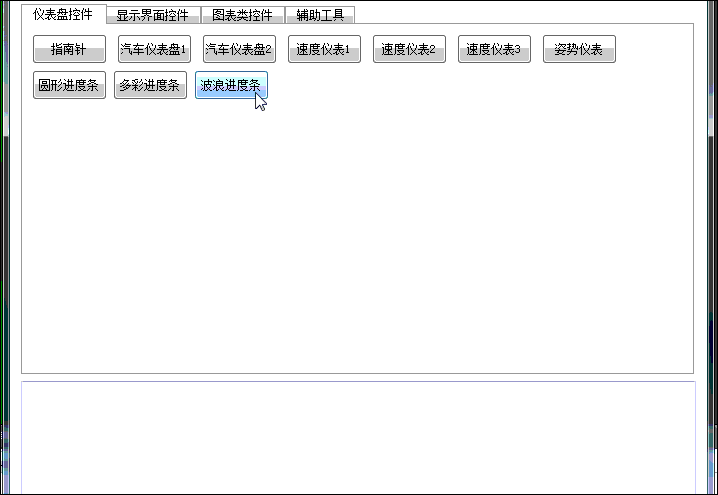 仪表盘控件 显示界面控件 图表类控件 辅助工具
指南针 汽车仪表盘1 汽车仪表盘2 速度仪表1 速度仪表2 速度仪表3 姿势仪表
圆形进度条 多彩进度条 波浪进度条